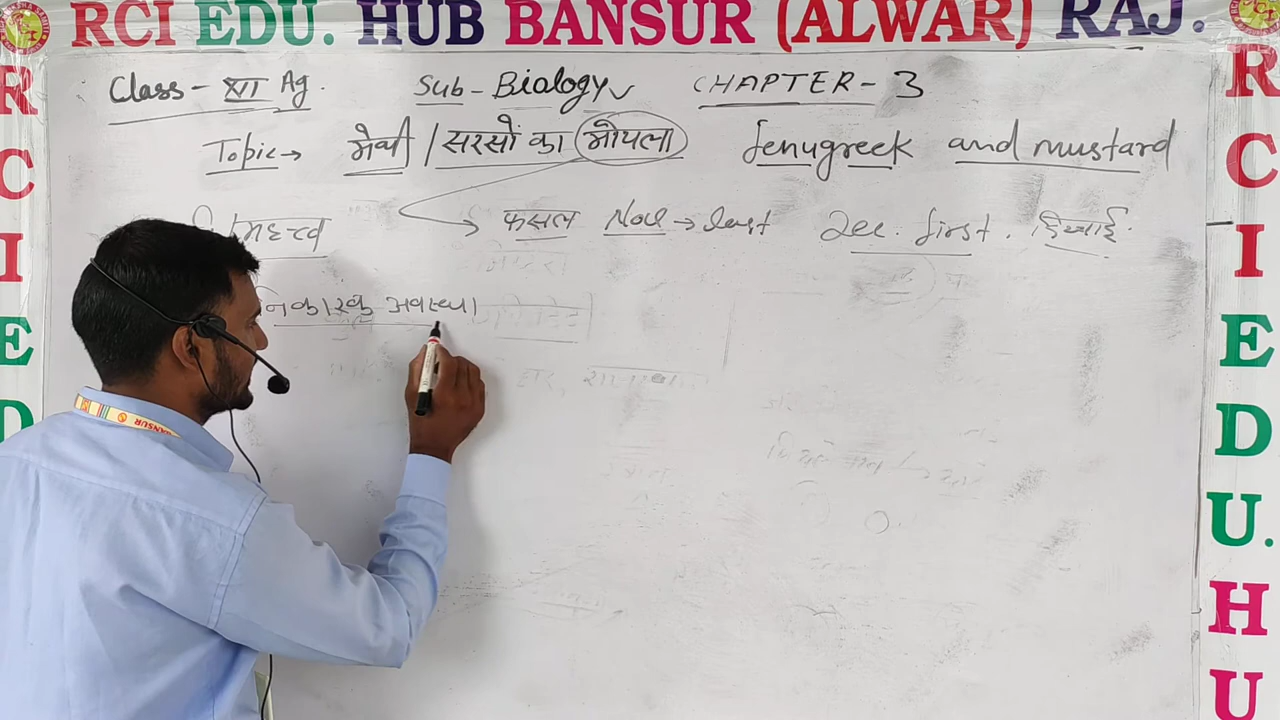 RCI EDU. HUB BANSUR (ALWAR) RAJ.
Class - XII Ag. Sub - Biology CHAPTER - 3
Topic → मेथी / सरसों का मोयला fenugreek and mustard
महत्व फसल Nov → last Dec. first. दिखाई
निकारक अवस्था
BANSUR
R
C
I
E
D
R
C
I
E
D
U.
H
U